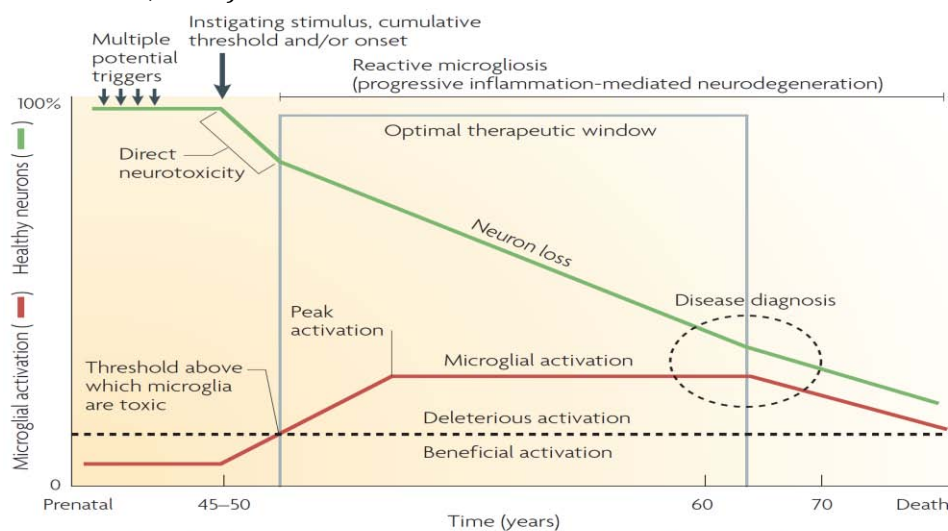 Multiple
potential
triggers
Instigating stimulus, cumulative
threshold and/or onset
Reactive microgliosis
(progressive inflammation-mediated neurodegeneration)
100%
Optimal therapeutic window
Direct
neurotoxicity
Neuron loss
Disease diagnosis
Peak
activation
Microglial activation
Threshold above
which microglia
are toxic
Deleterious activation
Beneficial activation
0
Microglial activation ( ) Healthy neurons ( )
Prenatal
45–50
60
70
Death
Time (years)